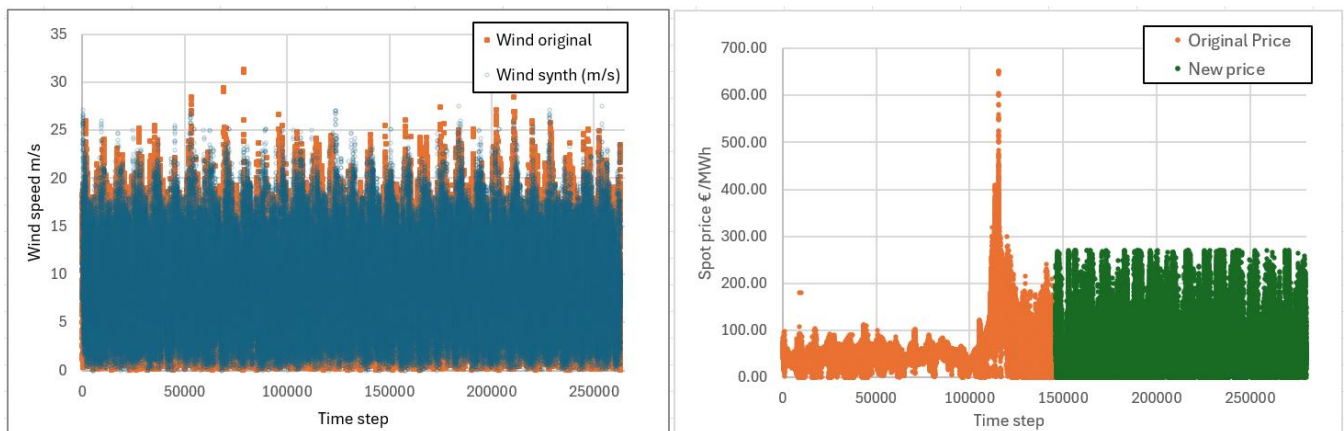 35
30
25
20
15
10
5
0
Wind speed m/s
Wind original
Wind synth (m/s)
0 50000 100000 150000 200000 250000
Time step
700.00
600.00
500.00
400.00
300.00
200.00
100.00
0.00
Spot price €/MWh
Original Price
New price
0 50000 100000 150000 200000 250000
Time step